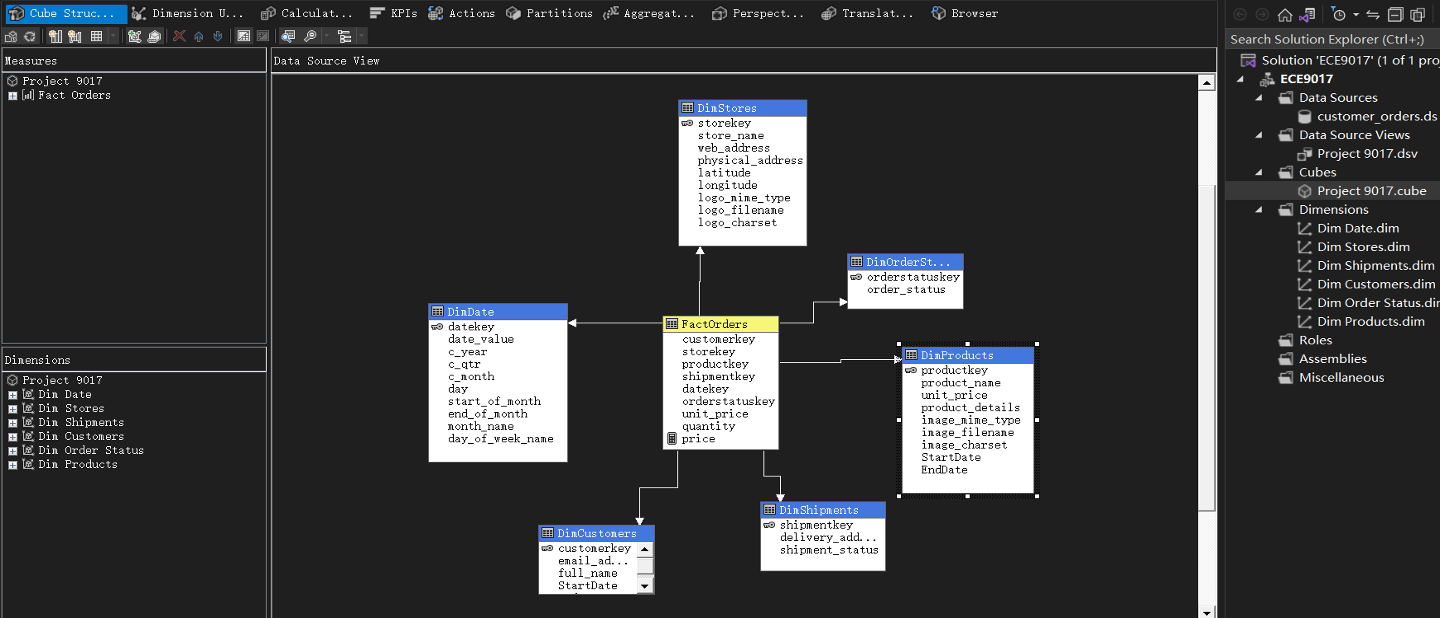 Cube Struc...
Dimension U...
Calculat...
KPIs
Actions
Partitions
Aggregat...
Perspect...
Translat...
Browser
Measures
Project 9017
Fact Orders
Dimensions
Project 9017
Dim Date
Dim Stores
Dim Shipments
Dim Customers
Dim Order Status
Dim Products
Data Source View
DimStores
storekey
store_name
web_address
physical_address
latitude
longitude
logo_mime_type
logo_filename
logo_charset
DimOrderSt...
orderstatuskey
order_status
DimDate
datekey
date_value
c_year
c_qtr
c_month
day
start_of_month
end_of_month
month_name
day_of_week_name
FactOrders
customerkey
storekey
productkey
shipmentkey
datekey
orderstatuskey
unit_price
quantity
price
DimProducts
productkey
product_name
unit_price
product_details
image_mime_type
image_filename
image_charset
StartDate
EndDate
DimCustomers
customerkey
email_ad...
full_name
StartDate
DimShipments
shipmentkey
delivery_add...
shipment_status
Search Solution Explorer (Ctrl+;)
Solution 'ECE9017' (1 of 1 proj
ECE9017
Data Sources
customer_orders.ds
Data Source Views
Project 9017.dsv
Cubes
Project 9017.cube
Dimensions
Dim Date.dim
Dim Stores.dim
Dim Shipments.dim
Dim Customers.dim
Dim Order Status.dim
Dim Products.dim
Roles
Assemblies
Miscellaneous